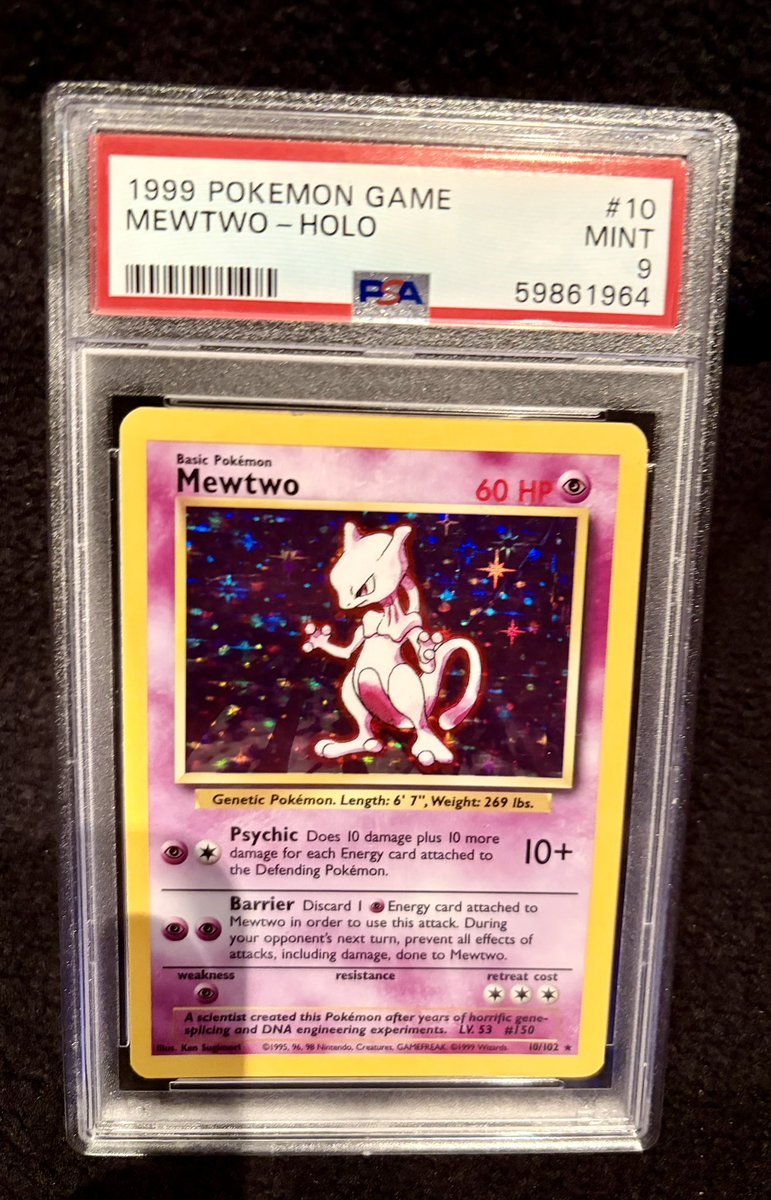 1999 POKEMON GAME #10
MEWTWO – HOLO MINT
9
PSA 59861964
Basic Pokémon
Mewtwo 60 HP
Genetic Pokémon. Length: 6' 7", Weight: 269 lbs.
Psychic Does 10 damage plus 10 more
damage for each Energy card attached to
the Defending Pokémon.
10+
Barrier Discard 1 Energy card attached to
Mewtwo in order to use this attack. During
your opponent's next turn, prevent all effects of
attacks, including damage, done to Mewtwo.
weakness resistance retreat cost
A scientist created this Pokémon after years of horrific gene-
splicing and DNA engineering experiments. LV. 53 #150
Illus. Ken Sugimori ©1995, 96, 98 Nintendo, Creatures, GAMEFREAK. ©1999 Wizards. 10/102 ★